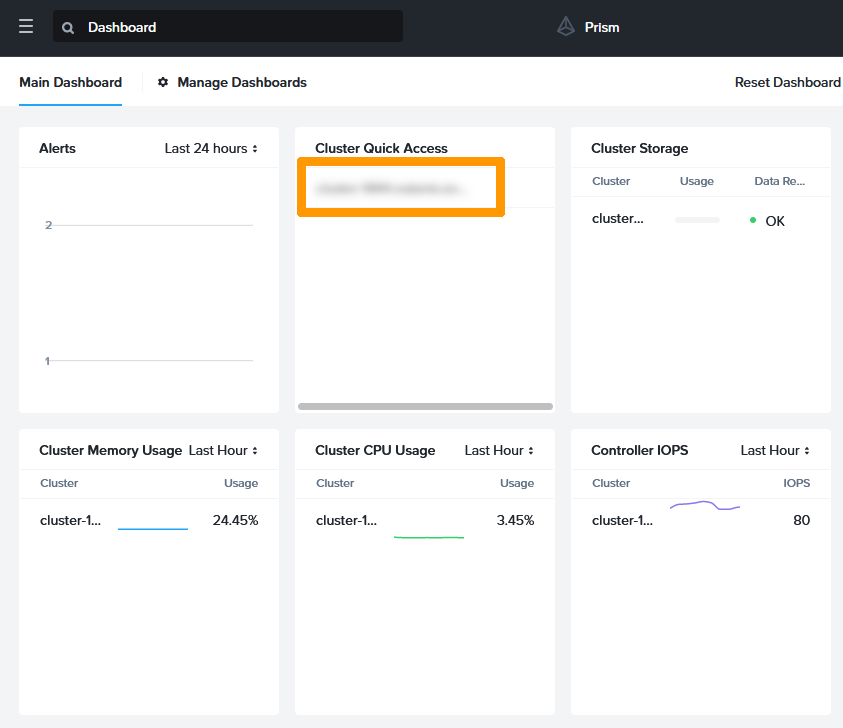 Dashboard
Prism
Main Dashboard
Manage Dashboards
Reset Dashboard
Alerts
Last 24 hours
2
1
Cluster Quick Access
Cluster Storage
Cluster Usage Data Re...
cluster... OK
Cluster Memory Usage Last Hour
Cluster Usage
cluster-1... 24.45%
Cluster CPU Usage Last Hour
Cluster Usage
cluster-1... 3.45%
Controller IOPS Last Hour
Cluster IOPS
cluster-1... 80